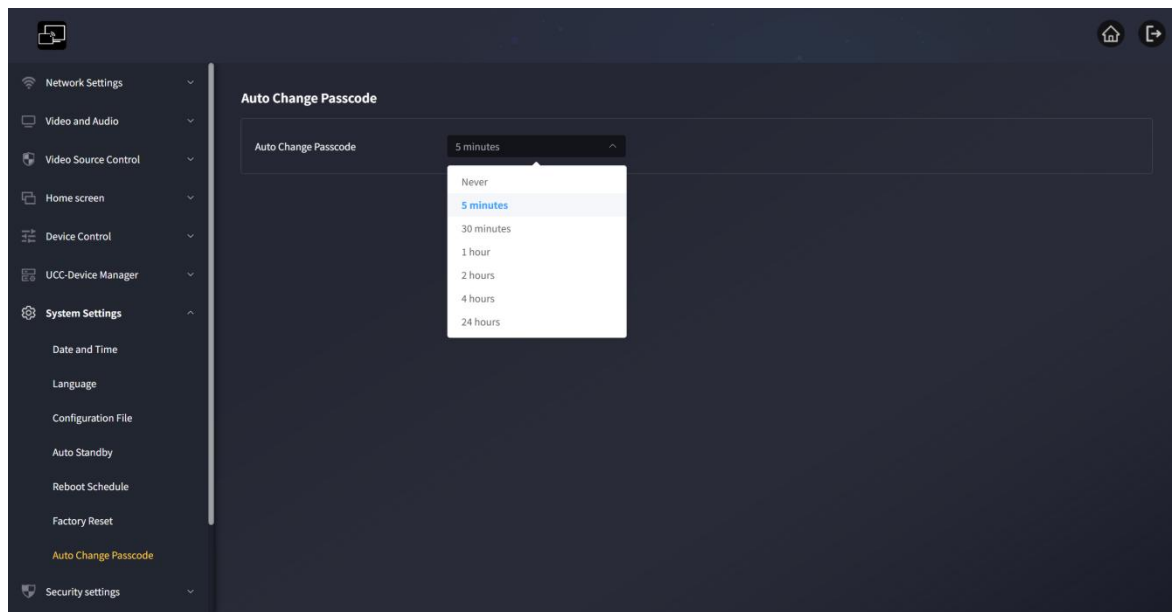 Network Settings
Video and Audio
Video Source Control
Home screen
Device Control
UCC-Device Manager
System Settings
Date and Time
Language
Configuration File
Auto Standby
Reboot Schedule
Factory Reset
Auto Change Passcode
Security settings
Auto Change Passcode
Auto Change Passcode
5 minutes
Never
5 minutes
30 minutes
1 hour
2 hours
4 hours
24 hours